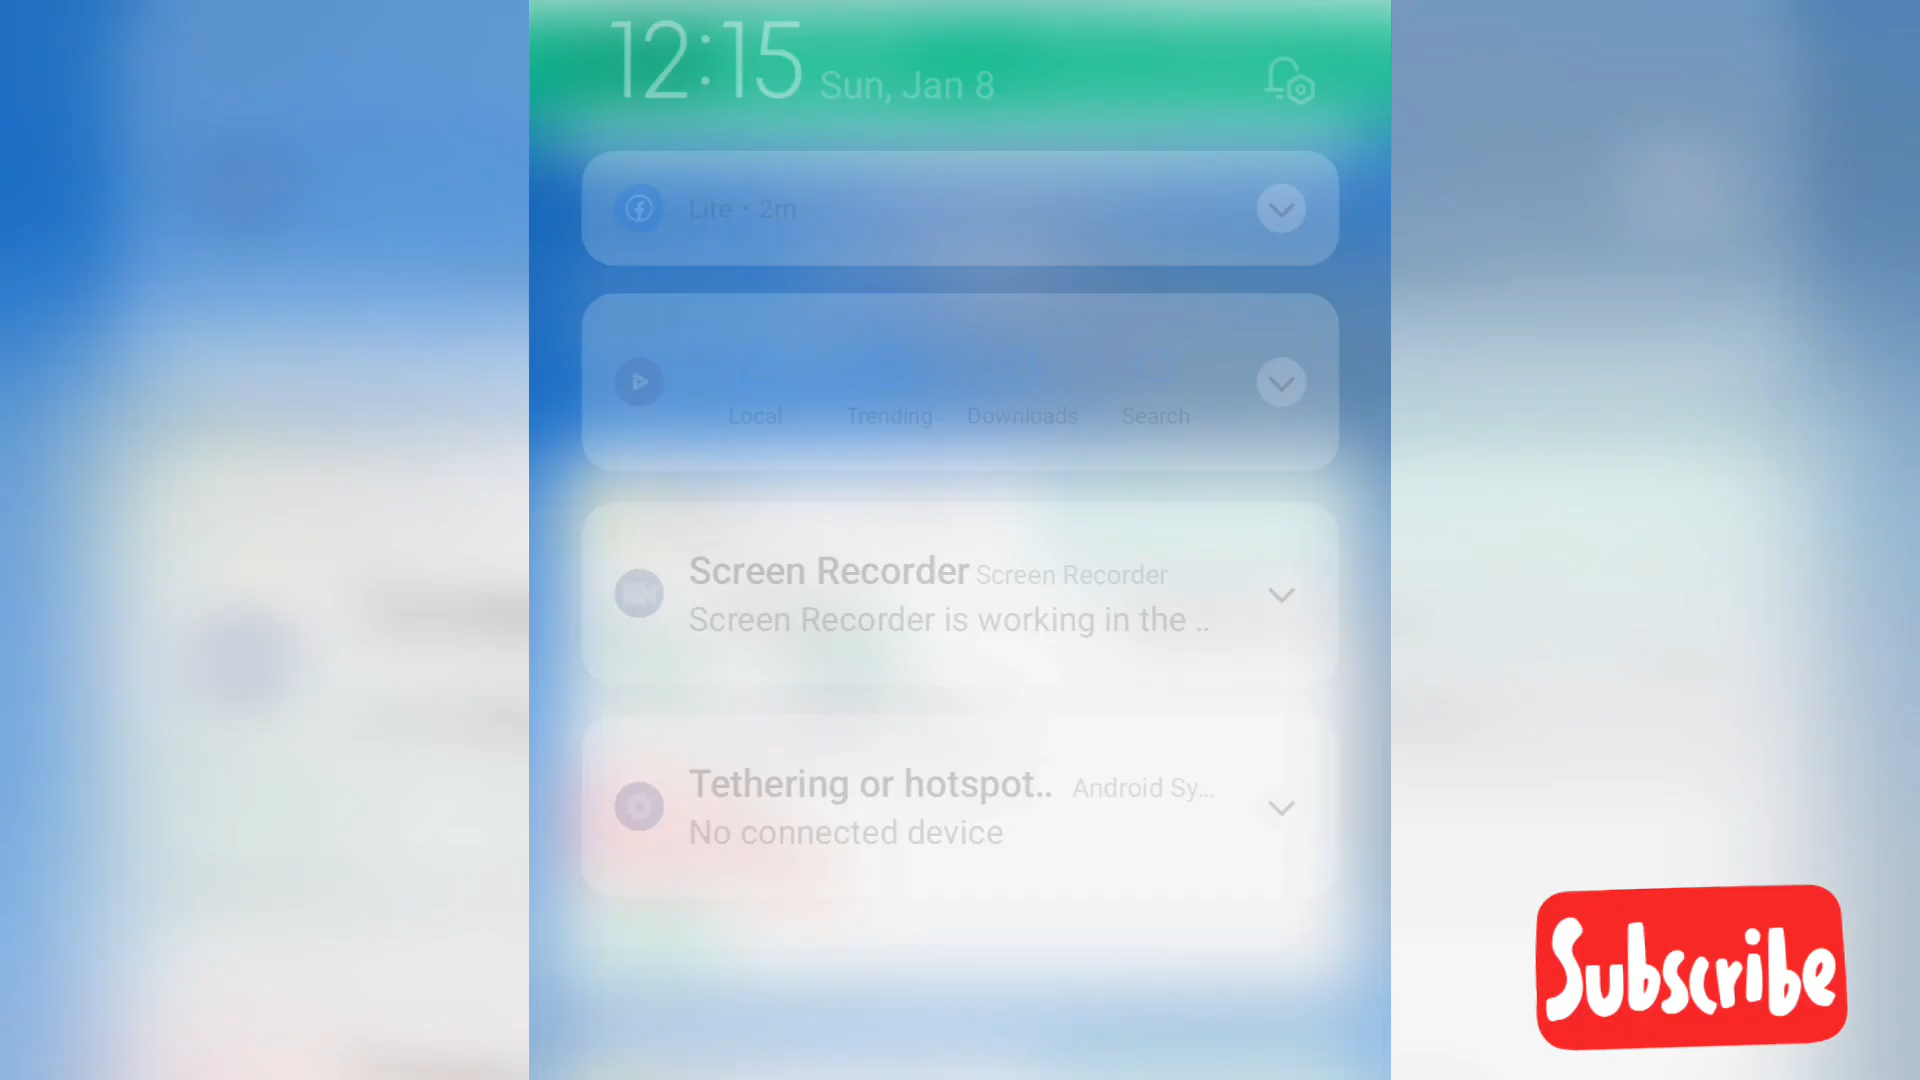 12:15 Sun, Jan 8
Lite • 2m
Local Trending Downloads Search
Screen Recorder Screen Recorder
Screen Recorder is working in the ..
Tethering or hotspot.. Android Sy...
No connected device
Subscribe